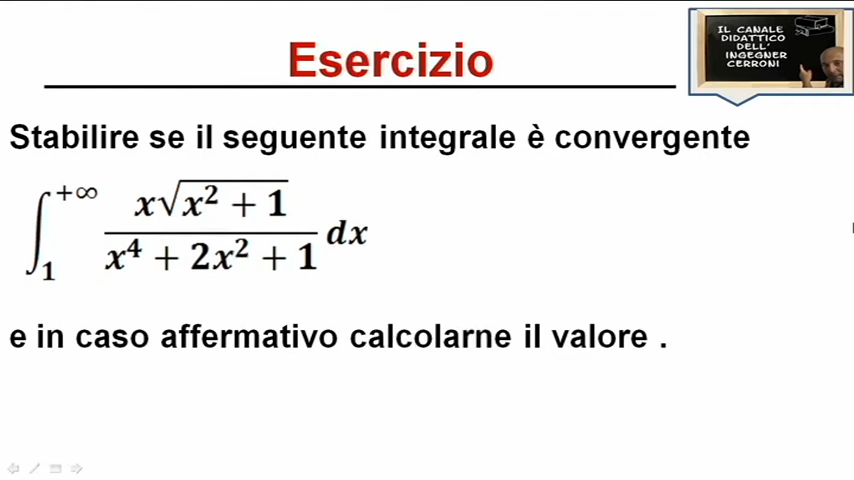 Esercizio
IL CANALE
DIDATTICO
DELL'
INGEGNER
CERRONI
Stabilire se il seguente integrale è convergente
∫₁^{+∞} \frac{x√(x² + 1)}{x⁴ + 2x² + 1} dx
e in caso affermativo calcolarne il valore .